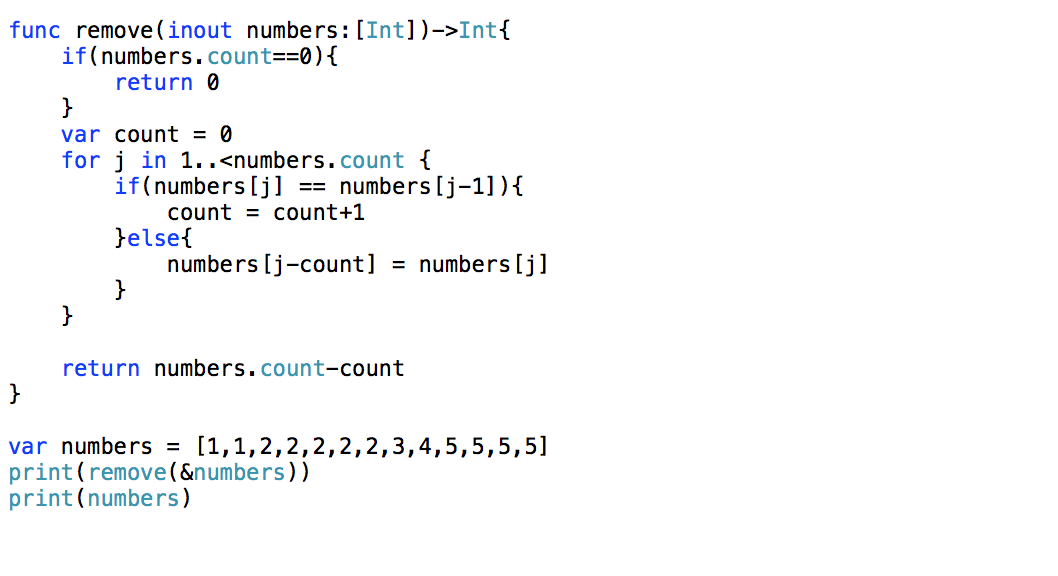 func remove(inout numbers:[Int])->Int{
    if(numbers.count==0){
        return 0
    }
    var count = 0
    for j in 1..<numbers.count {
        if(numbers[j] == numbers[j-1]){
            count = count+1
        }else{
            numbers[j-count] = numbers[j]
        }
    }
    return numbers.count-count
}
var numbers = [1,1,2,2,2,2,2,3,4,5,5,5,5]
print(remove(&numbers))
print(numbers)